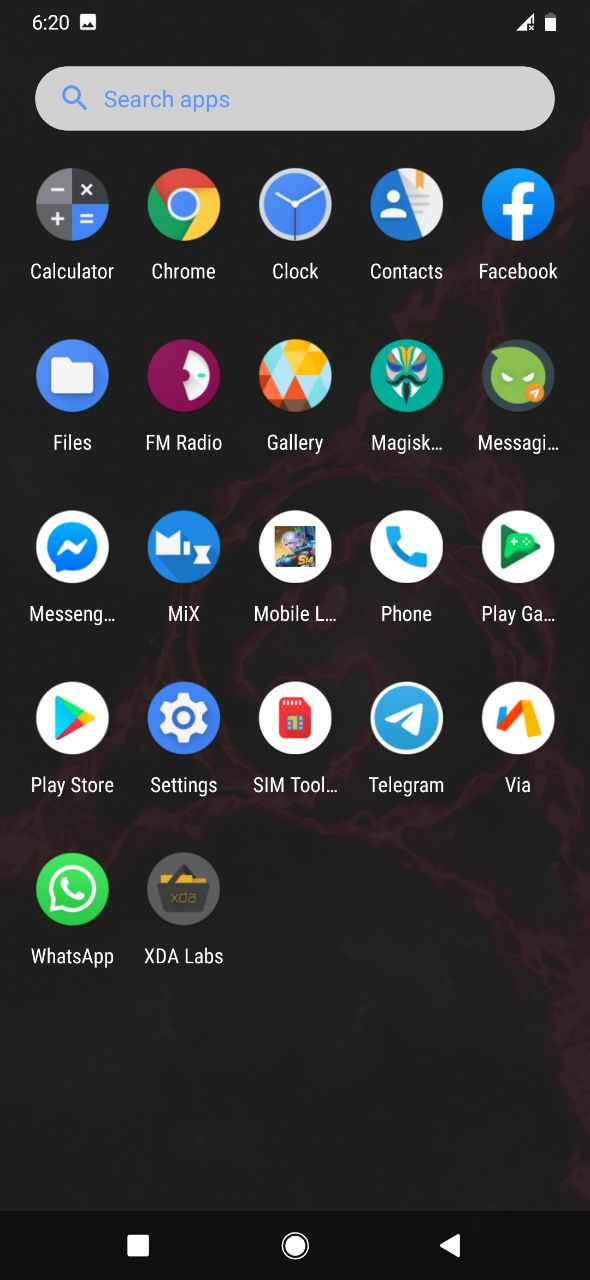 6:20
Search apps
Calculator Chrome Clock Contacts Facebook
Files FM Radio Gallery Magisk… Messagi…
Messeng… MiX Mobile L… Phone Play Ga…
Play Store Settings SIM Tool… Telegram Via
xda
WhatsApp XDA Labs